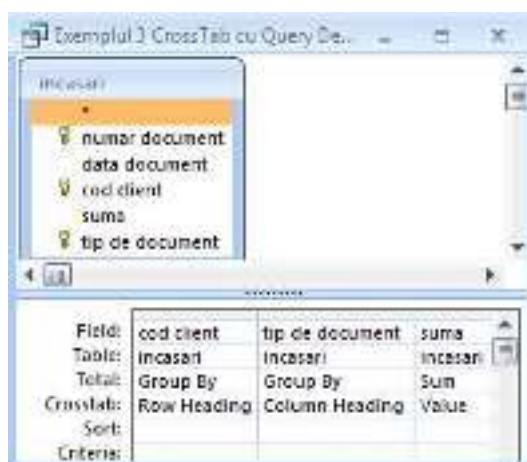 Exemplul 3 CrossTab cu Query De...
incasari
*
numar document
data document
cod client
suma
tip de document
Field: cod client tip de document suma
Table: incasari incasari incasari
Total: Group By Group By Sum
Crosstab: Row Heading Column Heading Value
Sort:
Criteria: